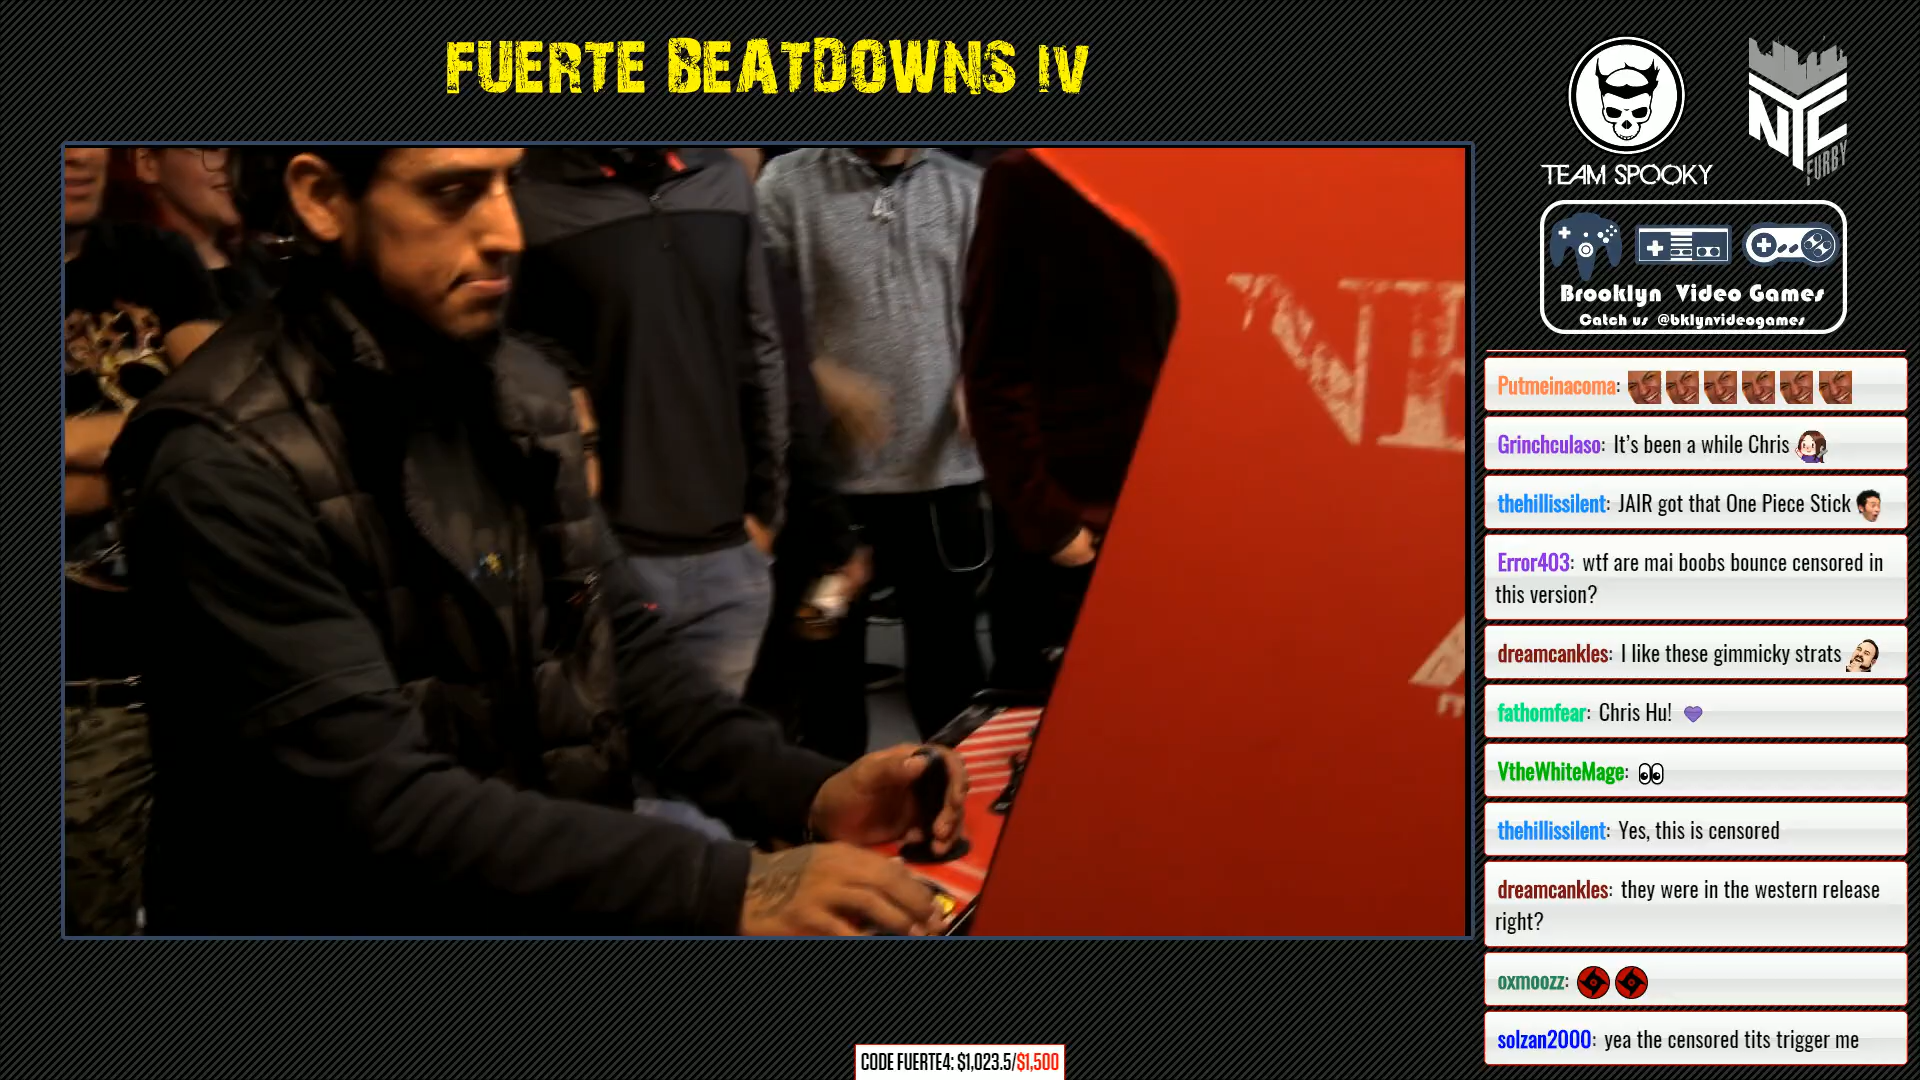 FUERTE BEATDOWNS IV
TEAM SPOOKY
NYC
FURBY
Brooklyn Video Games
Catch us @bklynvideogames
Putmeinacoma:
Grinchculaso: It’s been a while Chris
thehillissilent: JAIR got that One Piece Stick
Error403: wtf are mai boobs bounce censored in
this version?
dreamcankles: I like these gimmicky strats
fathomfear: Chris Hu!
VtheWhiteMage:
thehillissilent: Yes, this is censored
dreamcankles: they were in the western release
right?
oxmoozz:
solzan2000: yea the censored tits trigger me
CODE FUERTE4: $1,023.5/$1,500